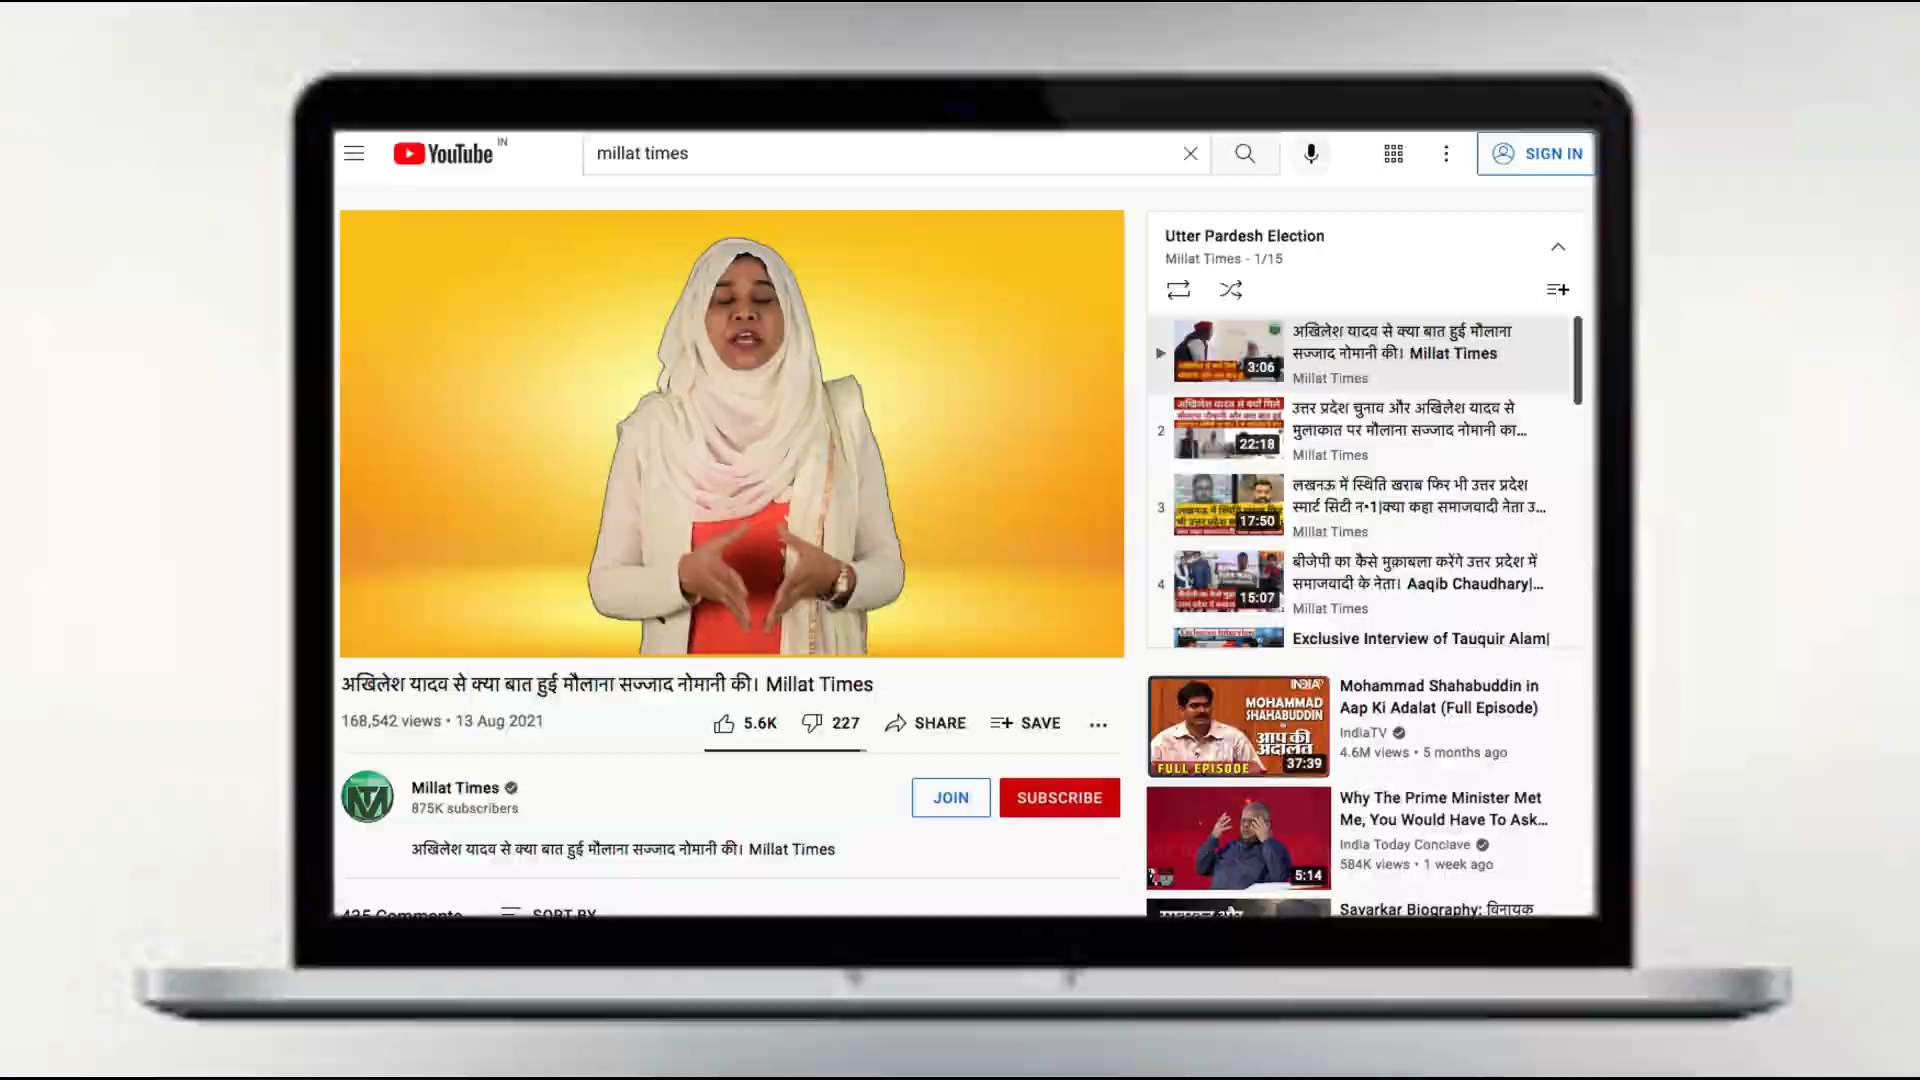 YouTube IN
millat times
SIGN IN
Utter Pardesh Election
Millat Times - 1/15
अखिलेश यादव से क्या बात हुई मौलाना
सज्जाद नोमानी की। Millat Times
Millat Times
3:06
2
उत्तर प्रदेश चुनाव और अखिलेश यादव से
मुलाकात पर मौलाना सज्जाद नोमानी का...
Millat Times
22:18
3
लखनऊ में स्थिति खराब फिर भी उत्तर प्रदेश
स्मार्ट सिटी न•1|क्या कहा समाजवादी नेता उ...
Millat Times
17:50
4
बीजेपी का कैसे मुक़ाबला करेंगे उत्तर प्रदेश में
समाजवादी के नेता। Aaqib Chaudhary|...
Millat Times
15:07
Exclusive Interview of Tauquir Alam|
अखिलेश यादव से क्या बात हुई मौलाना सज्जाद नोमानी की। Millat Times
168,542 views • 13 Aug 2021
5.6K 227 SHARE SAVE
Millat Times
875K subscribers
JOIN SUBSCRIBE
अखिलेश यादव से क्या बात हुई मौलाना सज्जाद नोमानी की। Millat Times
435 Comments SORT BY
INDIA
MOHAMMAD
SHAHABUDDIN
आप की
अदालत
FULL EPISODE
37:39
Mohammad Shahabuddin in
Aap Ki Adalat (Full Episode)
IndiaTV
4.6M views • 5 months ago
5:14
Why The Prime Minister Met
Me, You Would Have To Ask...
India Today Conclave
584K views • 1 week ago
Savarkar Biography: विनायक